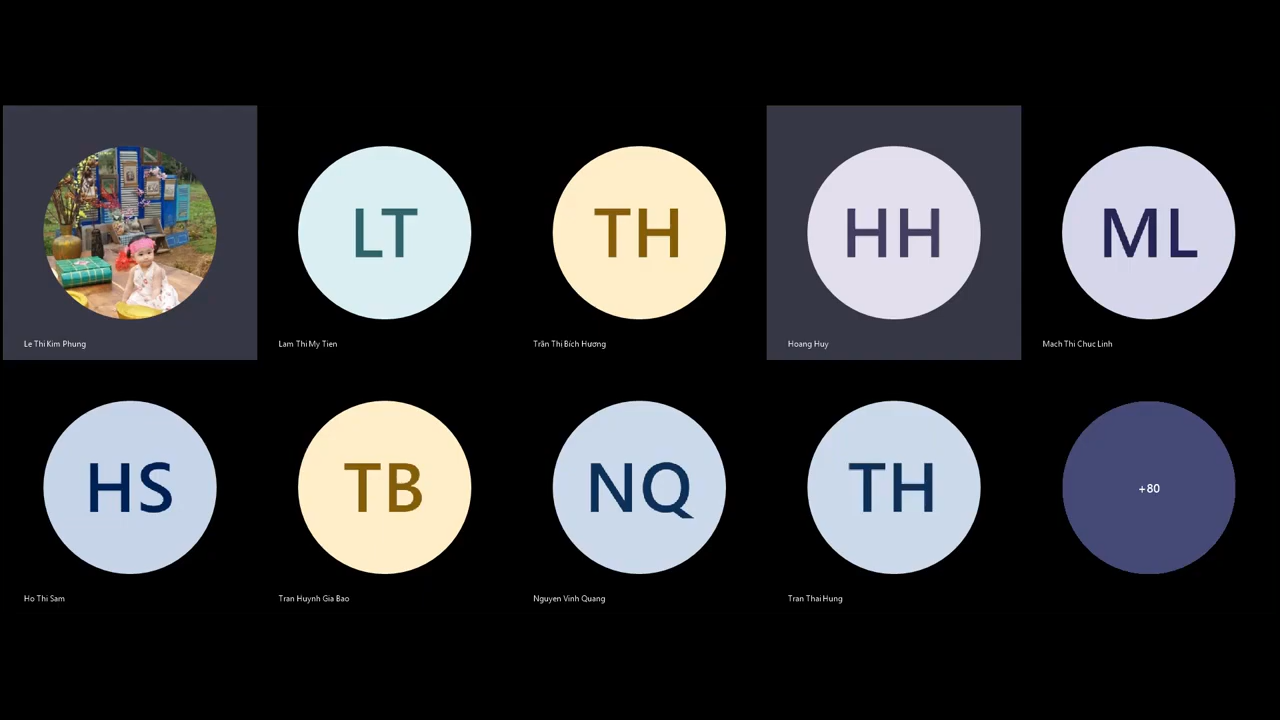 LT
TH
HH
ML
Le Thi Kim Phung
Lam Thi My Tien
Trần Thị Bích Hương
Hoang Huy
Mach Thi Chuc Linh
HS
TB
NQ
TH
+80
Ho Thi Sam
Tran Huynh Gia Bao
Nguyen Vinh Quang
Tran Thai Hung